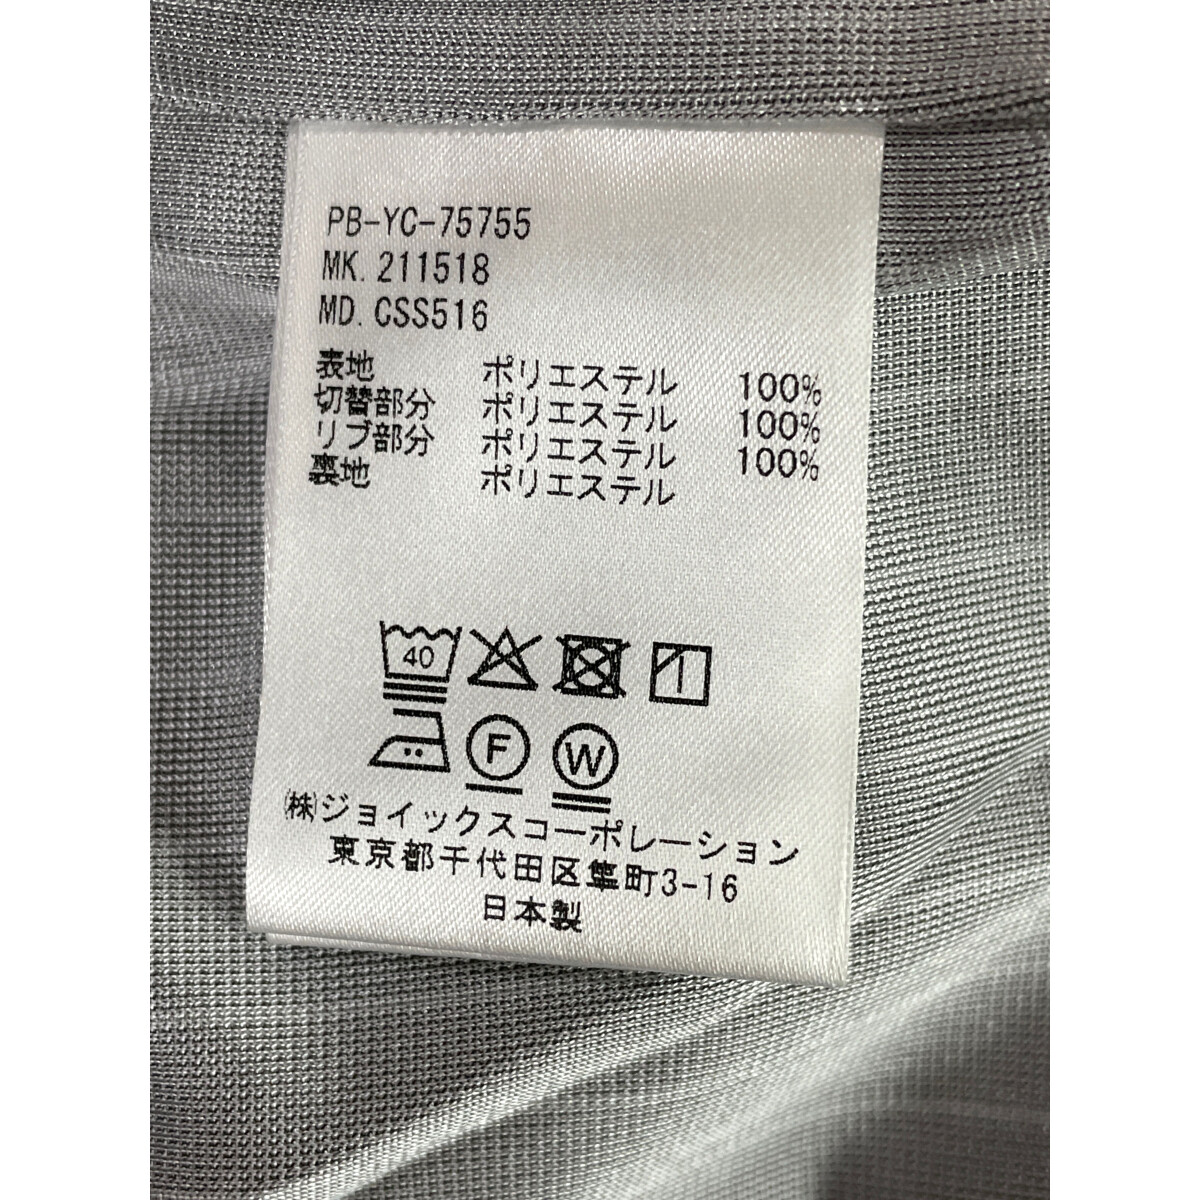 PB-YC-75755
MK. 211518
MD. CSS516
表地 ポリエステル 100%
切替部分 ポリエステル 100%
リブ部分 ポリエステル 100%
裏地 ポリエステル
40
1
F
W
(株)ジョイックスコーポレーション
東京都千代田区隼町3-16
日本製